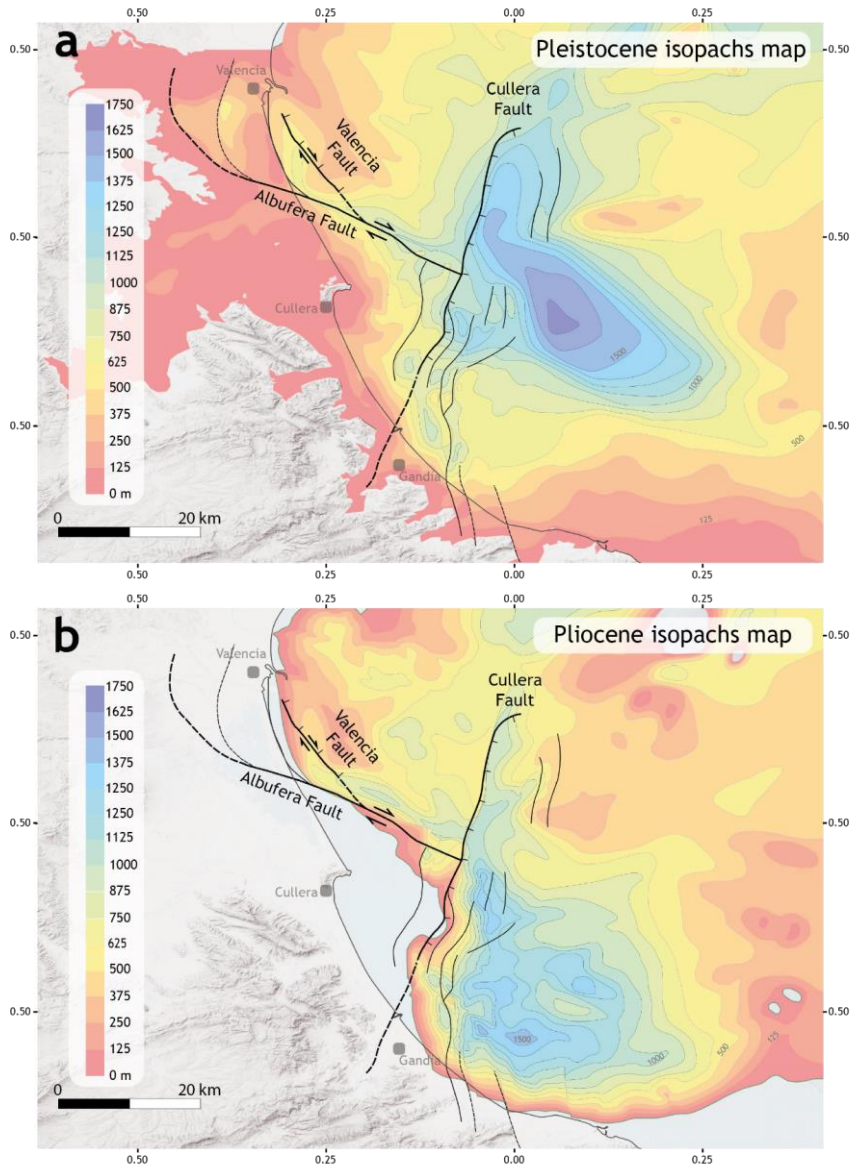 0.50 0.25 0.00 0.25
a
Pleistocene isopachs map
0.50
0.50
Valencia
Cullera
Fault
Valencia
Fault
Albufera Fault
1750
1625
1500
1375
1250
1125
1000
875
750
625
500
375
250
125
0 m
0.50
0.50
Cullera
1500
1000
500
0.50
0.50
Gandia
125
0 20 km
0.50 0.25 0.00 0.25
0.50 0.25 0.00 0.25
b
Pliocene isopachs map
0.50
0.50
Valencia
Cullera
Fault
Valencia
Fault
Albufera Fault
1750
1625
1500
1375
1250
1125
1000
875
750
625
500
375
250
125
0 m
0.50
0.50
Cullera
0.50
0.50
1500
1000
500
125
Gandia
0 20 km
0.50 0.25 0.00 0.25